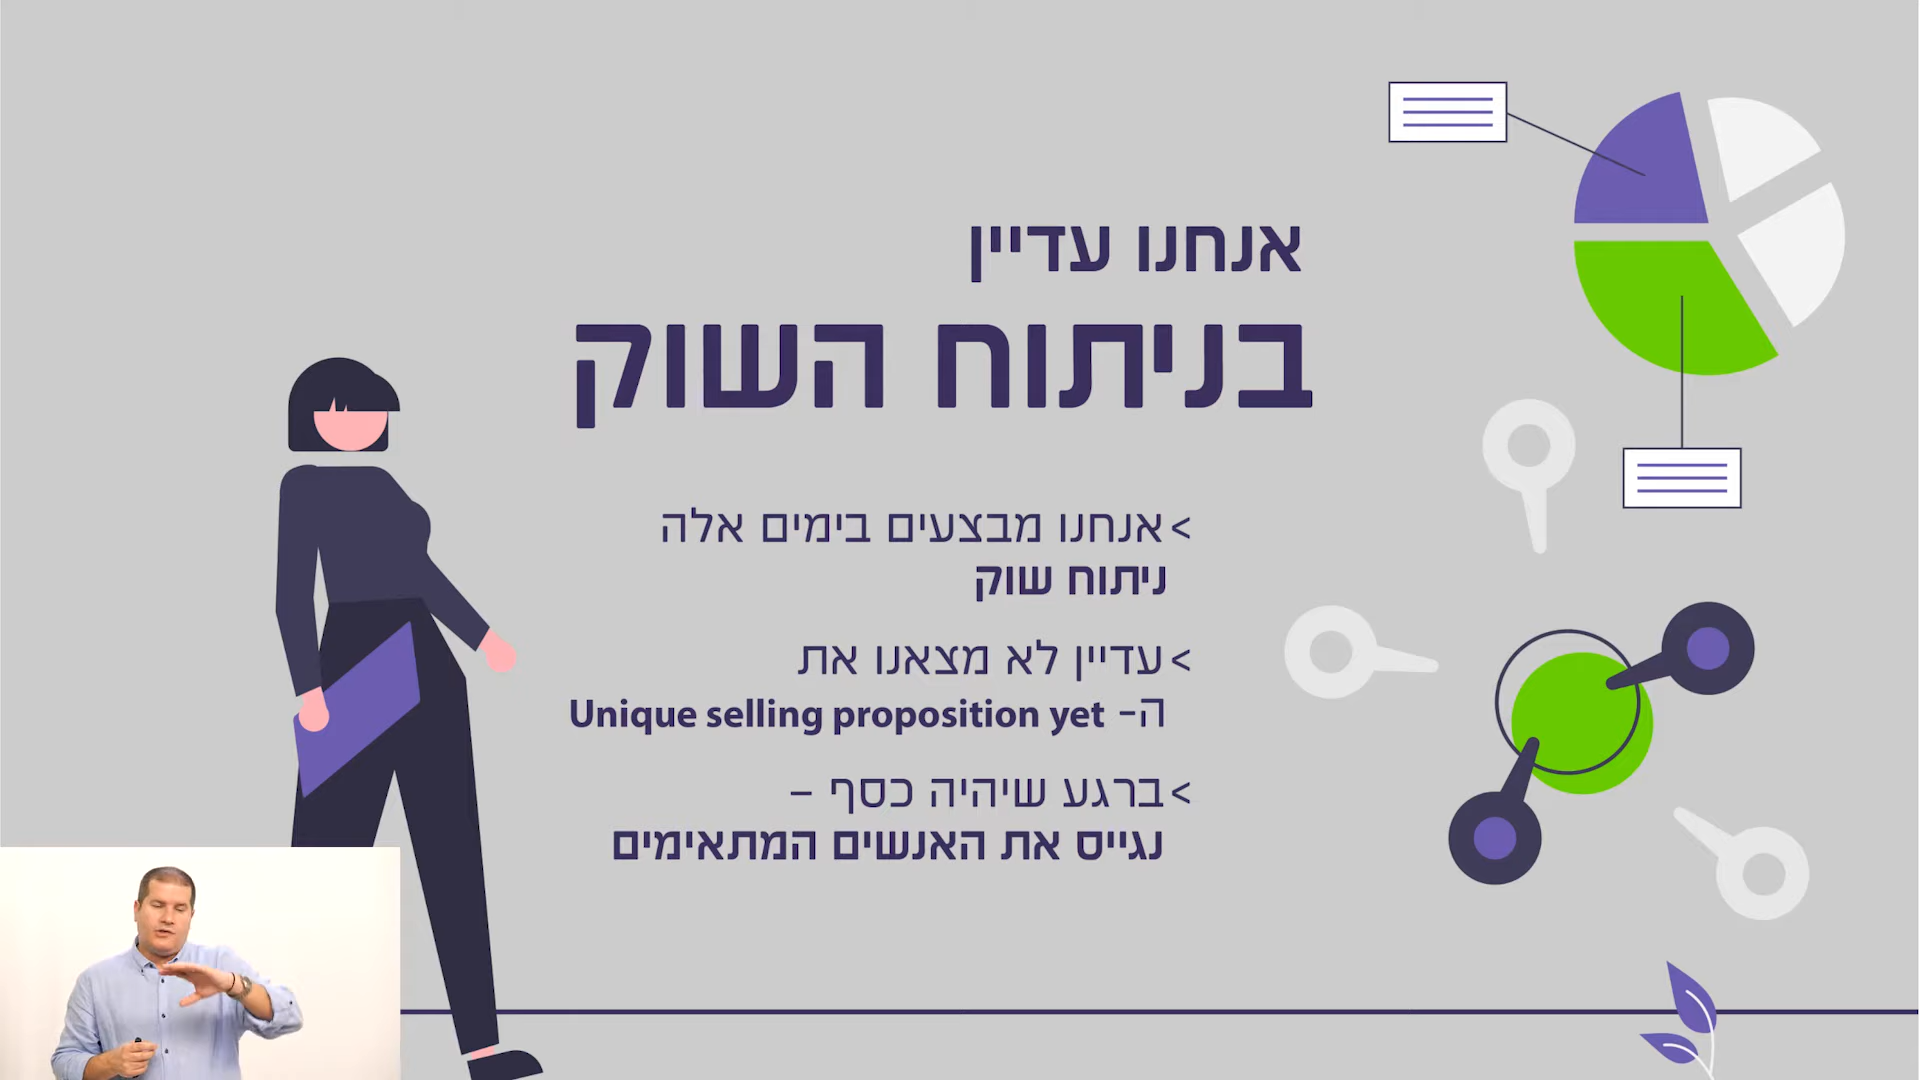 אנחנו עדיין
בניתוח השוק
>אנחנו מבצעים בימים אלה
ניתוח שוק
>עדיין לא מצאנו את
ה- Unique selling proposition yet
>ברגע שיהיה כסף –
נגייס את האנשים המתאימים